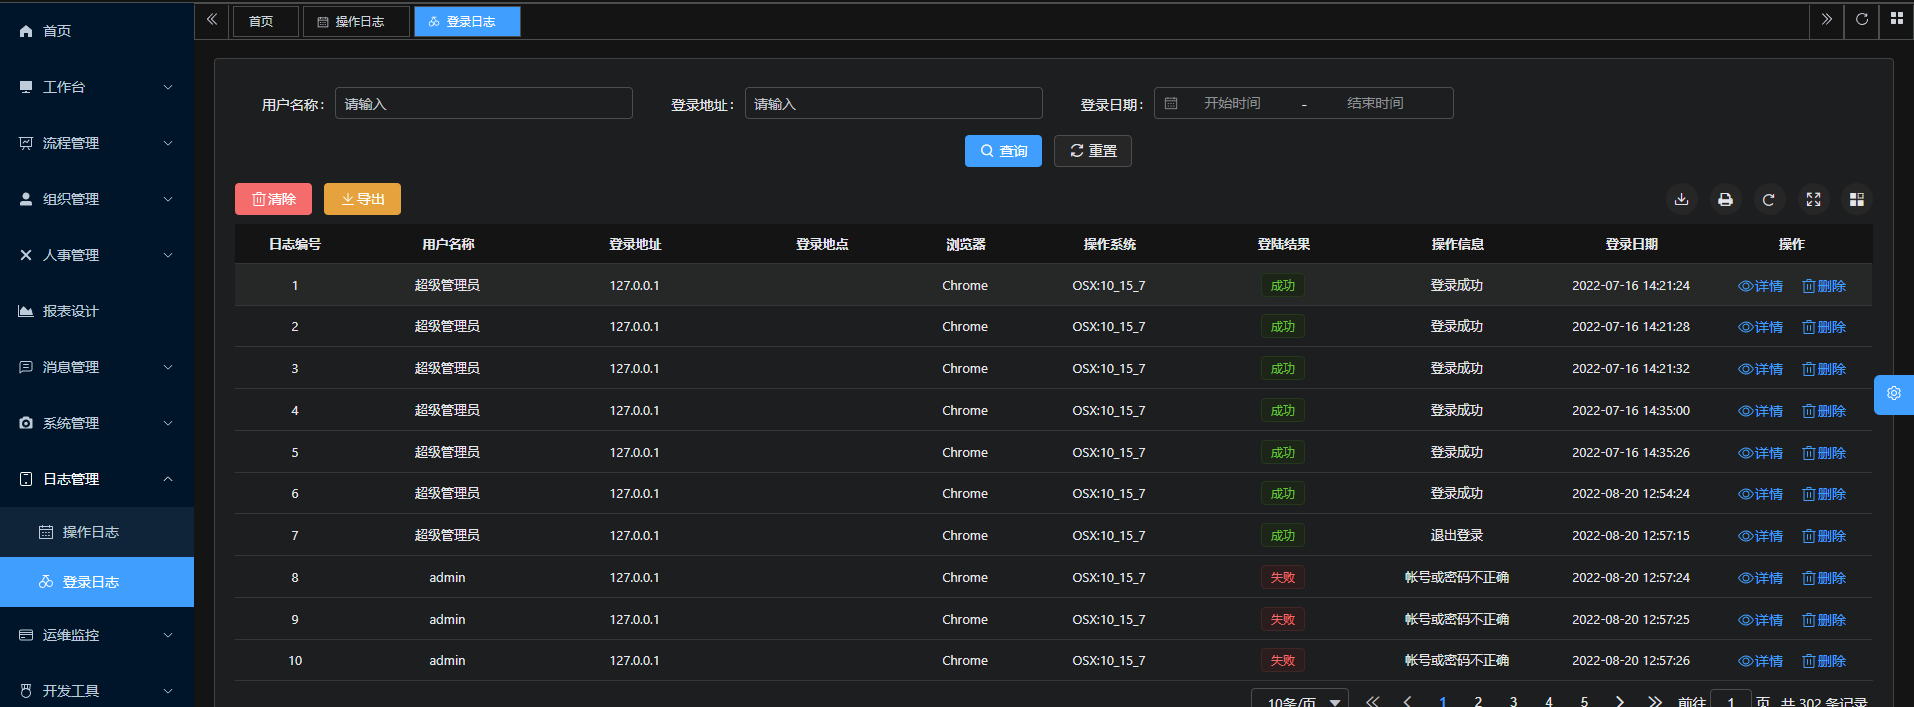 首页
工作台
流程管理
组织管理
人事管理
报表设计
消息管理
系统管理
日志管理
操作日志
登录日志
运维监控
开发工具
首页 操作日志 登录日志
用户名称： 请输入 登录地址： 请输入 登录日期： 开始时间 - 结束时间
查询 重置
清除 导出
日志编号 用户名称 登录地址 登录地点 浏览器 操作系统 登陆结果 操作信息 登录日期 操作
1 超级管理员 127.0.0.1 Chrome OSX:10_15_7 成功 登录成功 2022-07-16 14:21:24 详情 删除
2 超级管理员 127.0.0.1 Chrome OSX:10_15_7 成功 登录成功 2022-07-16 14:21:28 详情 删除
3 超级管理员 127.0.0.1 Chrome OSX:10_15_7 成功 登录成功 2022-07-16 14:21:32 详情 删除
4 超级管理员 127.0.0.1 Chrome OSX:10_15_7 成功 登录成功 2022-07-16 14:35:00 详情 删除
5 超级管理员 127.0.0.1 Chrome OSX:10_15_7 成功 登录成功 2022-07-16 14:35:26 详情 删除
6 超级管理员 127.0.0.1 Chrome OSX:10_15_7 成功 登录成功 2022-08-20 12:54:24 详情 删除
7 超级管理员 127.0.0.1 Chrome OSX:10_15_7 成功 退出登录 2022-08-20 12:57:15 详情 删除
8 admin 127.0.0.1 Chrome OSX:10_15_7 失败 帐号或密码不正确 2022-08-20 12:57:24 详情 删除
9 admin 127.0.0.1 Chrome OSX:10_15_7 失败 帐号或密码不正确 2022-08-20 12:57:25 详情 删除
10 admin 127.0.0.1 Chrome OSX:10_15_7 失败 帐号或密码不正确 2022-08-20 12:57:26 详情 删除
10条/页 1 2 3 4 5 前往 1 页 共 302 条记录